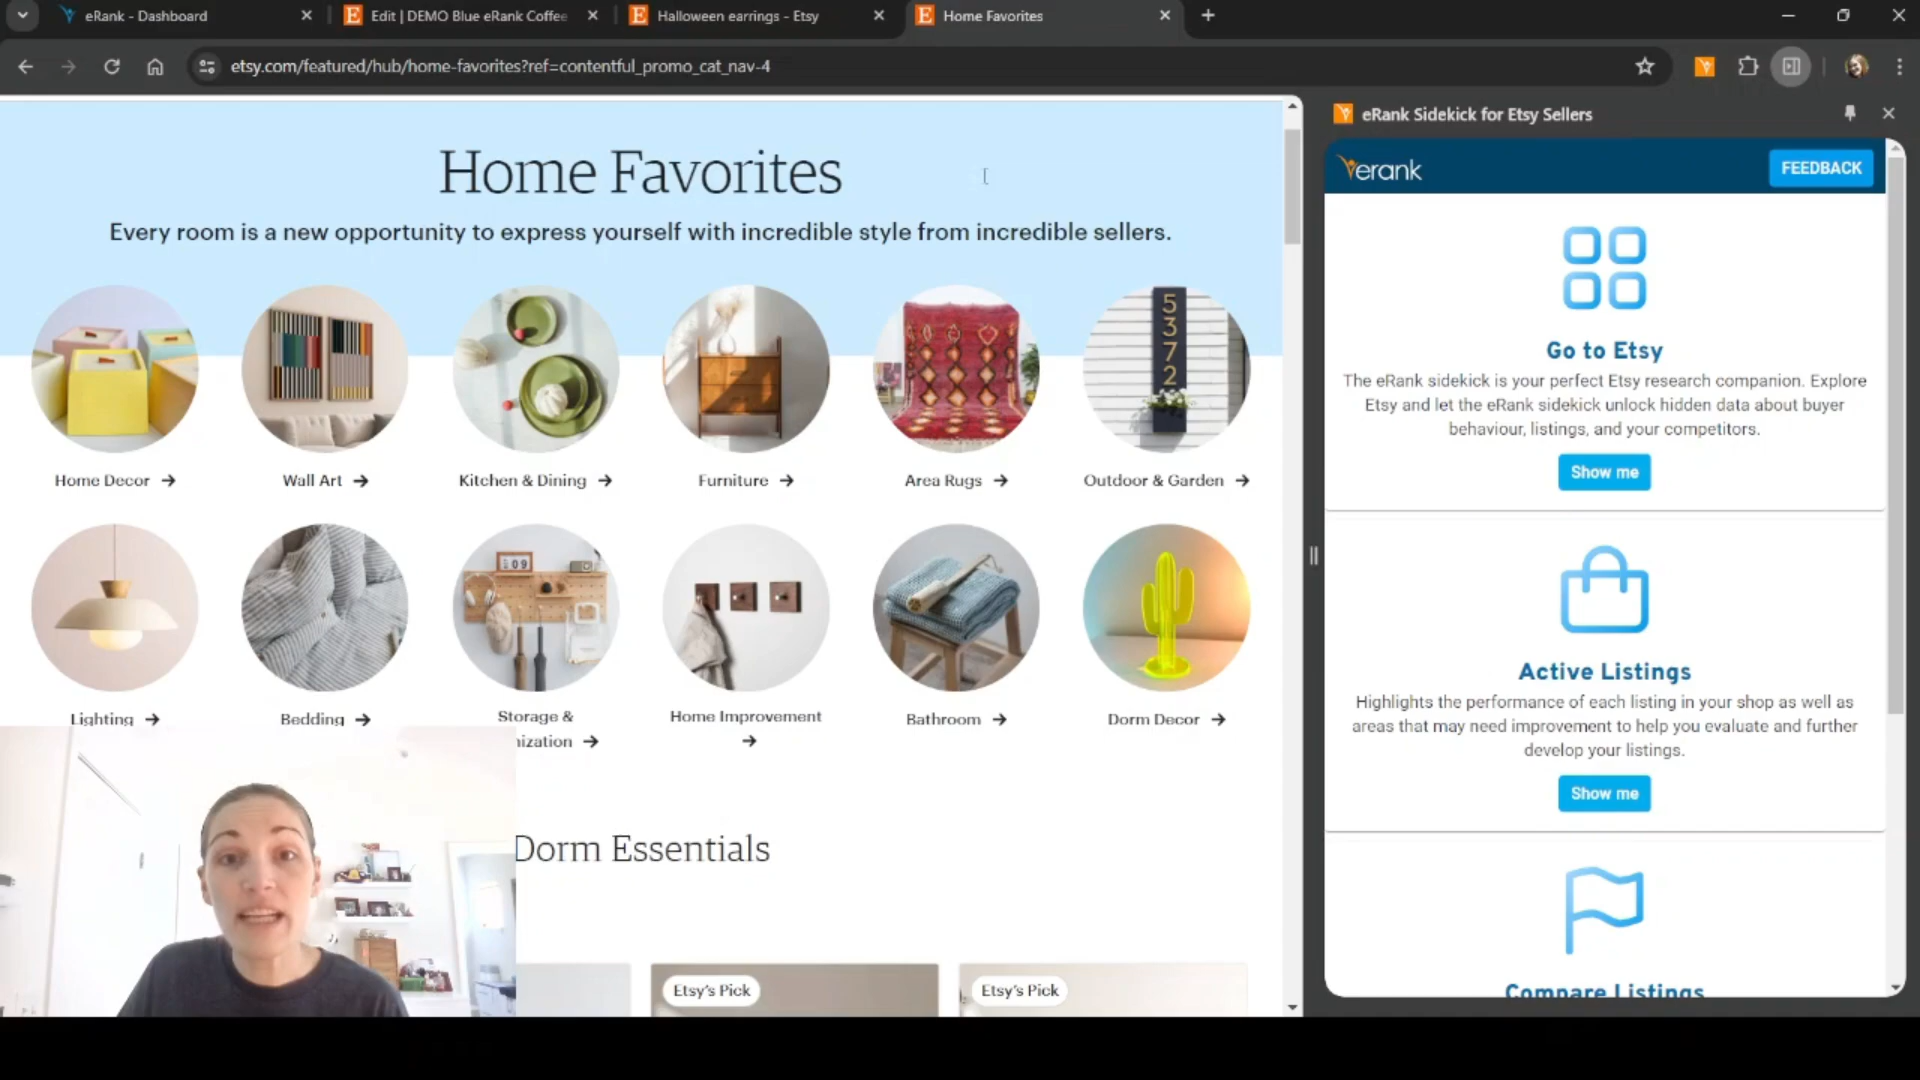 eRank - Dashboard
Edit | DEMO Blue eRank Coffee
Halloween earrings - Etsy
Home Favorites
etsy.com/featured/hub/home-favorites?ref=contentful_promo_cat_nav-4
Home Favorites
Every room is a new opportunity to express yourself with incredible style from incredible sellers.
5
3
7
2
Home Decor →
Wall Art →
Kitchen & Dining →
Furniture →
Area Rugs →
Outdoor & Garden →
09
Lighting →
Bedding →
Storage &
nization →
Home Improvement
→
Bathroom →
Dorm Decor →
Dorm Essentials
Etsy's Pick
Etsy's Pick
eRank Sidekick for Etsy Sellers
erank
FEEDBACK
Go to Etsy
The eRank sidekick is your perfect Etsy research companion. Explore
Etsy and let the eRank sidekick unlock hidden data about buyer
behaviour, listings, and your competitors.
Show me
Active Listings
Highlights the performance of each listing in your shop as well as
areas that may need improvement to help you evaluate and further
develop your listings.
Show me
Compare Listings